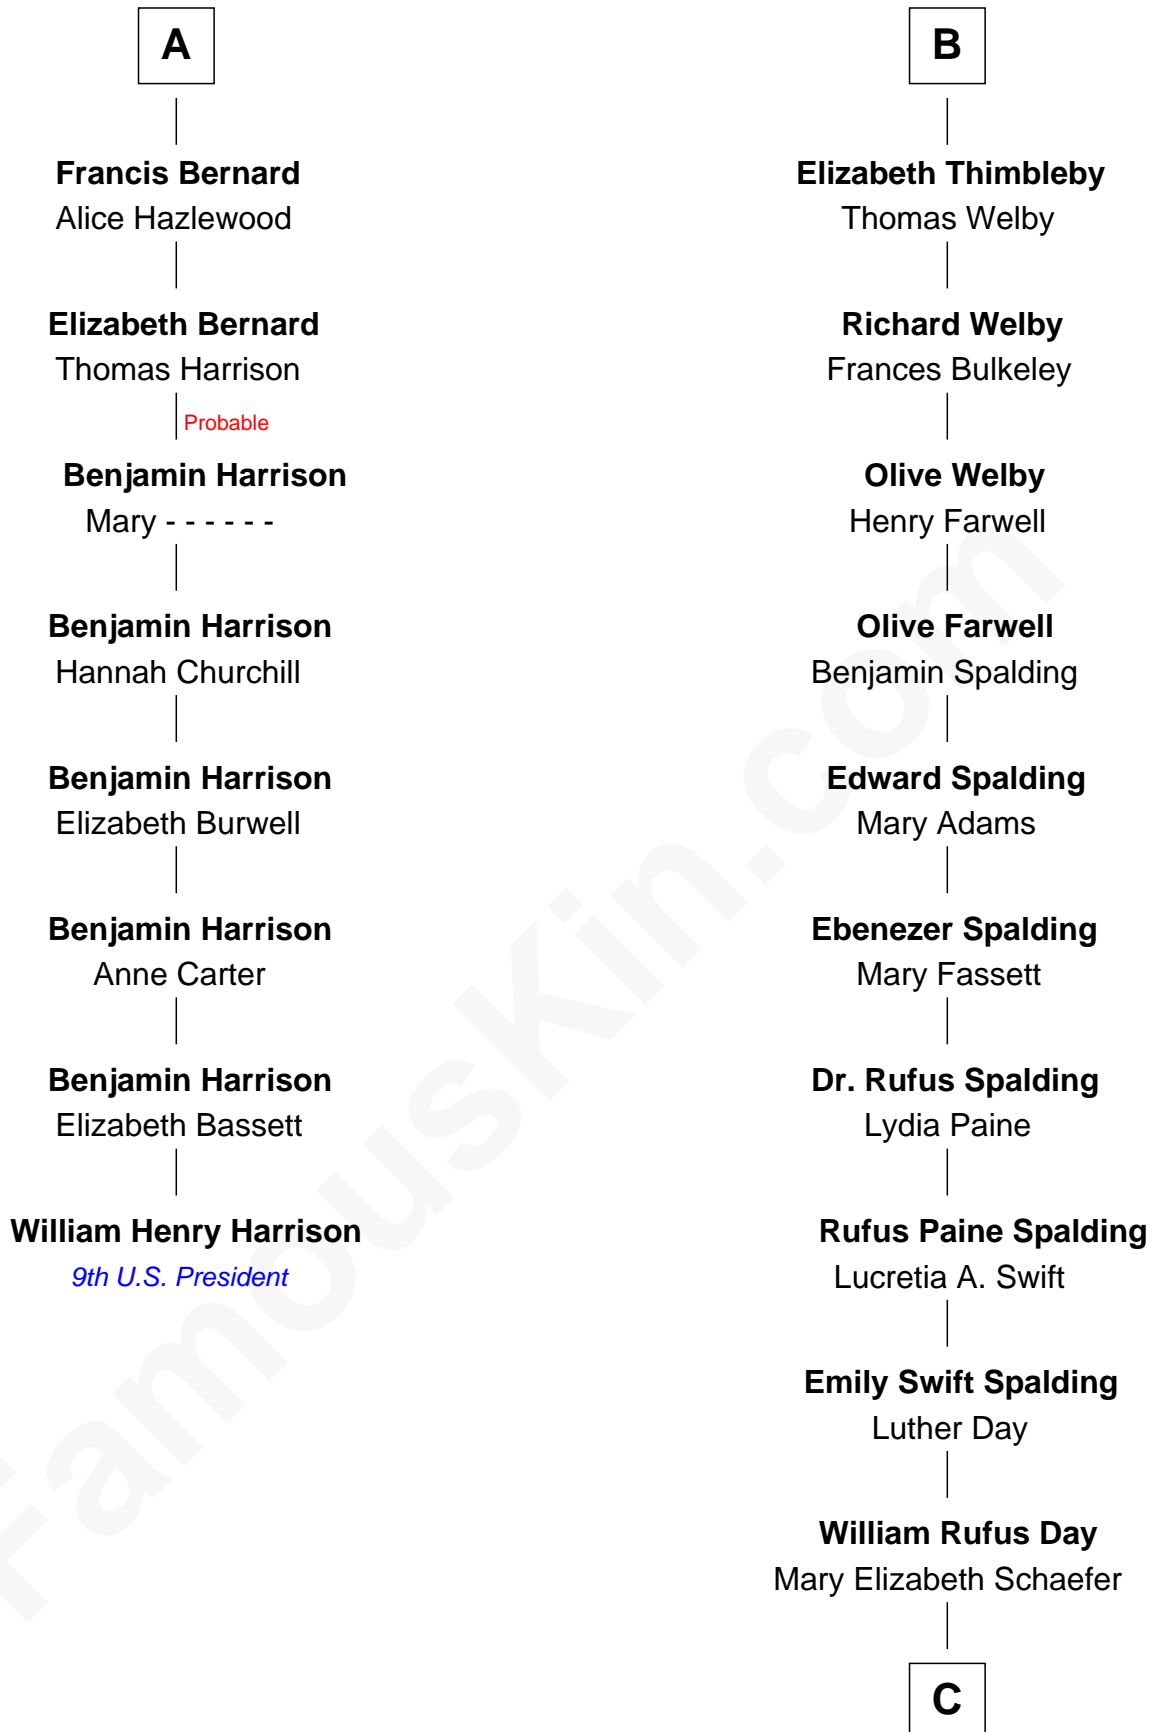 A
Francis Bernard
Alice Hazlewood
Elizabeth Bernard
Thomas Harrison
Probable
Benjamin Harrison
Mary - - - - - -
Benjamin Harrison
Hannah Churchill
Benjamin Harrison
Elizabeth Burwell
Benjamin Harrison
Anne Carter
Benjamin Harrison
Elizabeth Bassett
William Henry Harrison
9th U.S. President
B
Elizabeth Thimbleby
Thomas Welby
Richard Welby
Frances Bulkeley
Olive Welby
Henry Farwell
Olive Farwell
Benjamin Spalding
Edward Spalding
Mary Adams
Ebenezer Spalding
Mary Fassett
Dr. Rufus Spalding
Lydia Paine
Rufus Paine Spalding
Lucretia A. Swift
Emily Swift Spalding
Luther Day
William Rufus Day
Mary Elizabeth Schaefer
C
FamousKin.com